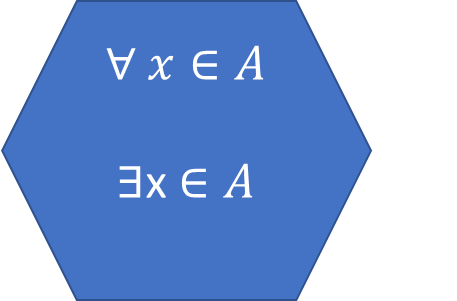 ∀ x ∈ A
∃x ∈ A